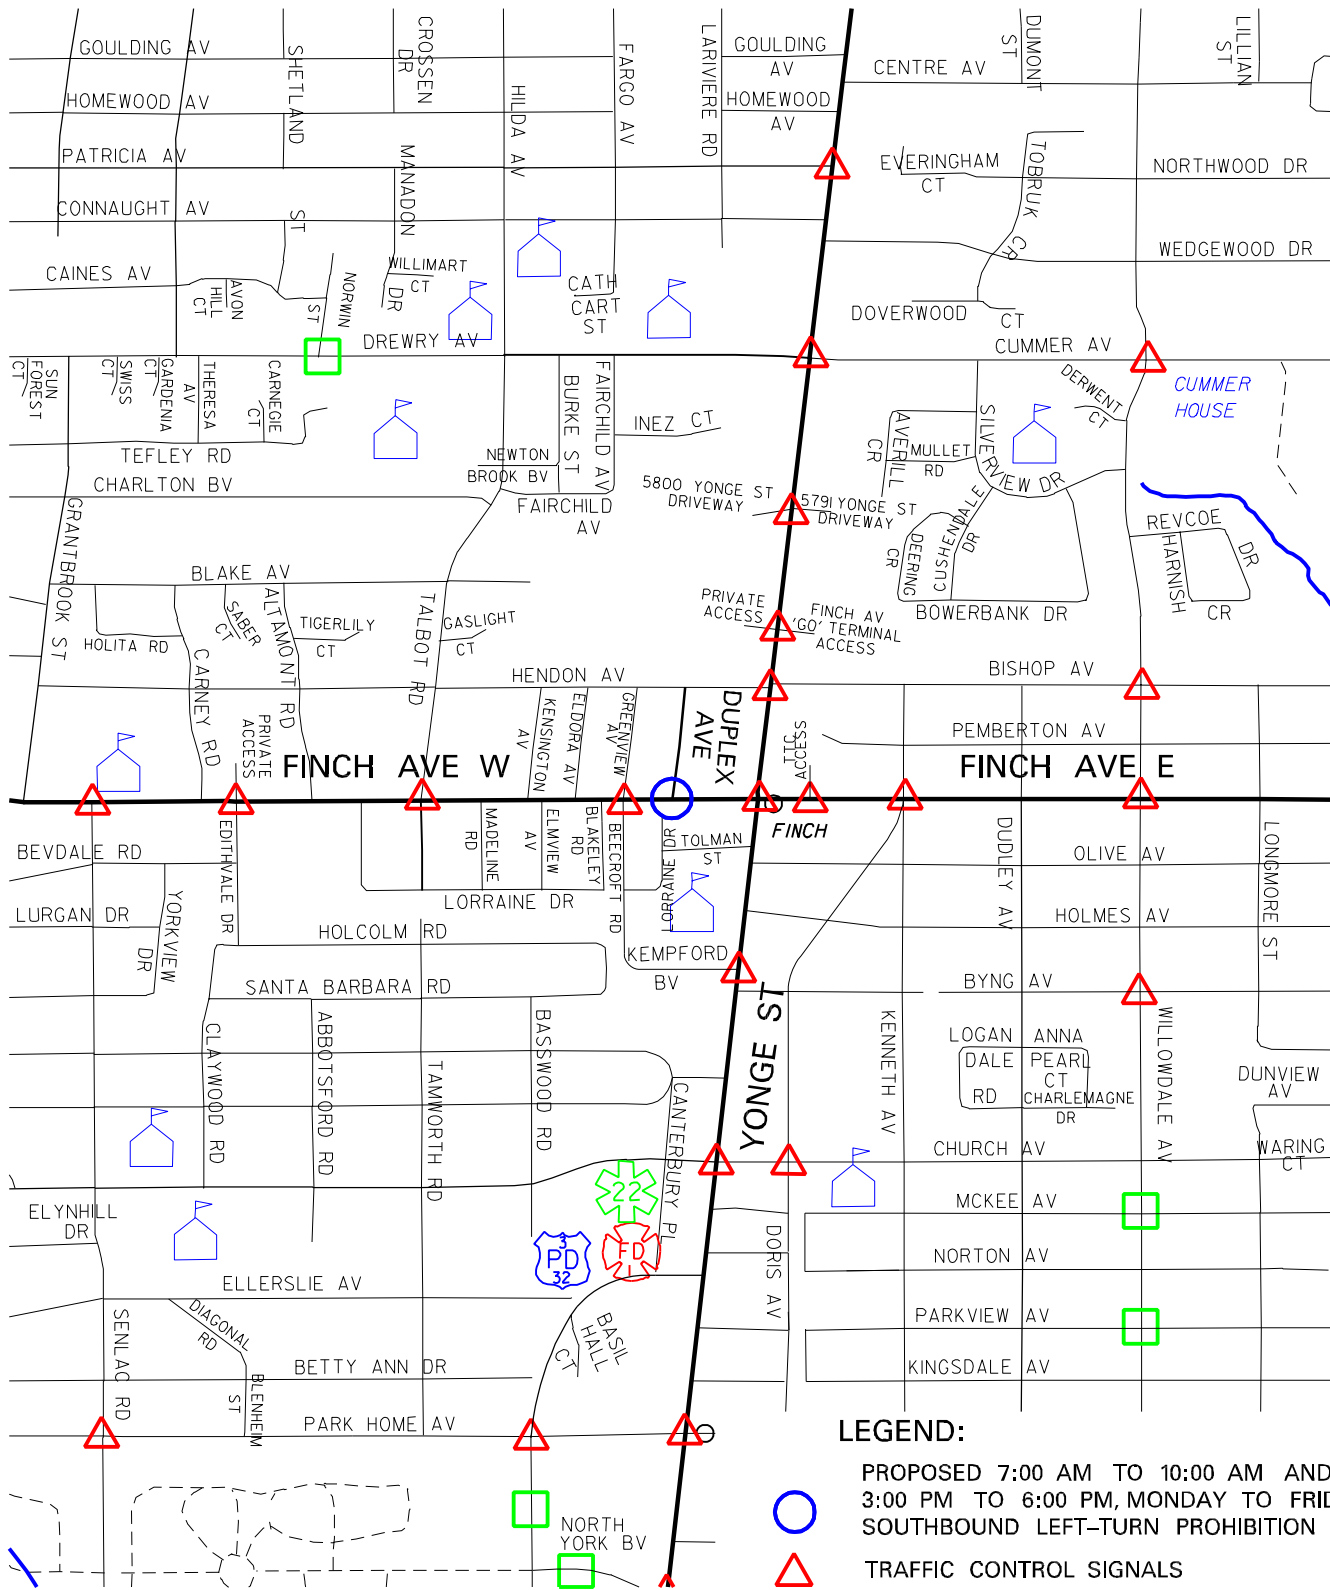 GOULDING AV
SHETLAND
CROSSEN
DR
FARGO AV
LARIVIERE RD
GOULDING
AV
CENTRE AV
DUMONT
ST
LILLIAN
ST
HOMEWOOD AV
HILDA AV
HOMEWOOD
AV
PATRICIA AV
MANADON
DR
EVERINGHAM
CT
TOBRUK
CR
NORTHWOOD DR
CONNAUGHT AV
ST
WEDGEWOOD DR
CAINES AV
AVON
HILL
CT
NORWIN
ST
WILLIMART
CT
CATH
CART
ST
DOVERWOOD CT
DREWRY AV
CUMMER AV
SUN
FOREST
CT
SWISS
CT
GARDENIA
CT
THERESA
AV
CARNEGIE
CT
BURKE ST
FAIRCHILD AV
INEZ CT
DERWENT
CT
CUMMER
HOUSE
AVERILL
CR
SILVERVIEW DR
MULLET
RD
TEFLEY RD
NEWTON
BROOK BV
CHARLTON BV
FAIRCHILD
AV
5800 YONGE ST
DRIVEWAY
5791 YONGE ST
DRIVEWAY
DEERING
CR
CUSHENDALE
DR
REVCOE
DR
HARNISH
CR
GRANTBROOK ST
BLAKE AV
HOLITA RD
SABER
CT
ALTAMONT RD
TIGERLILY
CT
TALBOT RD
GASLIGHT
CT
PRIVATE
ACCESS
FINCH AV
'GO' TERMINAL
ACCESS
BOWERBANK DR
CARNEY RD
HENDON AV
BISHOP AV
PRIVATE
ACCESS
KENSINGTON
AV
ELDORA AV
GREENVIEW
AV
DUPLEX
AVE
TTC
ACCESS
PEMBERTON AV
FINCH AVE W
FINCH AVE E
FINCH
BEVDALE RD
EDITHVALE DR
MADELINE
RD
ELMVIEW
AV
BLAKELEY
RD
BEECROFT RD
LORRAINE DR
TOLMAN
ST
DUDLEY AV
OLIVE AV
LONGMORE ST
LURGAN DR
YORKVIEW
DR
LORRAINE DR
HOLCOLM RD
HOLMES AV
KEMPFORD
BV
SANTA BARBARA RD
BYNG AV
YONGE ST
CLAYWOOD RD
ABBOTSFORD RD
TAMWORTH RD
BASSWOOD RD
CANTERBURY PL
KENNETH AV
LOGAN
DALE
RD
ANNA
PEARL
CT
CHARLEMAGNE
DR
WILLOWDALE AV
DUNVIEW
AV
CHURCH AV
WARING
CT
22
MCKEE AV
ELYNHILL
DR
3
PD
32
FD
DORIS AV
NORTON AV
ELLERSLIE AV
SENLAC RD
DIAGONAL
RD
BASIL
HALL
CT
PARKVIEW AV
BETTY ANN DR
BLENHEIM
ST
KINGSDALE AV
PARK HOME AV
NORTH
YORK BV
LEGEND:
PROPOSED 7:00 AM TO 10:00 AM AND
3:00 PM TO 6:00 PM, MONDAY TO FRID
SOUTHBOUND LEFT-TURN PROHIBITION
TRAFFIC CONTROL SIGNALS